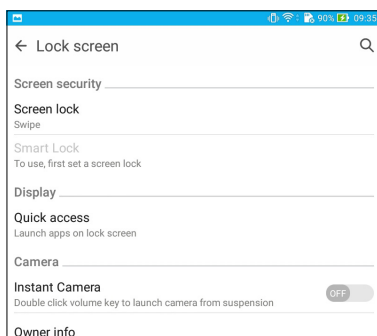 90% 09:35
Lock screen
Screen security
Screen lock
Swipe
Smart Lock
To use, first set a screen lock
Display
Quick access
Launch apps on lock screen
Camera
Instant Camera
OFF
Double click volume key to launch camera from suspension
Owner info